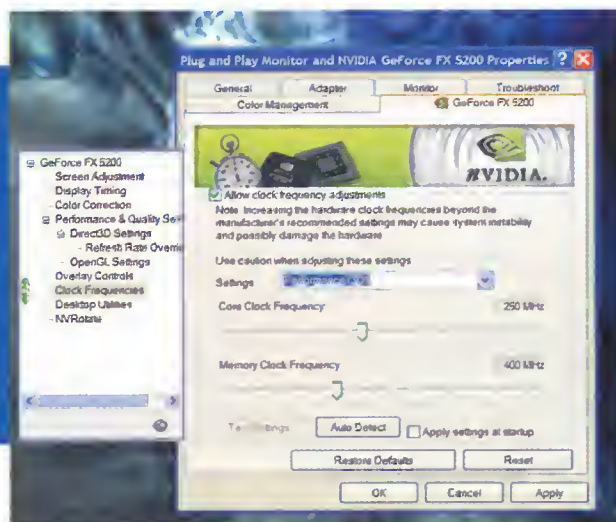 Plug and Play Monitor and NVIDIA GeForce FX 5200 Properties
General
Adapter
Monitor
Troubleshoot
Color Management
GeForce FX 5200
NVIDIA.
Allow clock frequency adjustments
Note: Increasing the hardware clock frequencies beyond the
manufacturer's recommended settings may cause system instability
and possibly damage the hardware
Use caution when adjusting these settings
Settings
Core Clock Frequency
250 MHz
Memory Clock Frequency
400 MHz
Auto Detect
Apply settings at startup
Restore Defaults
Reset
OK
Cancel
Apply
GeForce FX 5200
Screen Adjustment
Display Timing
Color Correction
Performance & Quality
Direct3D Settings
Refresh Rate
OpenGL Settings
Overlay Controls
Clock Frequencies
Desktop Utilities
NVRotate